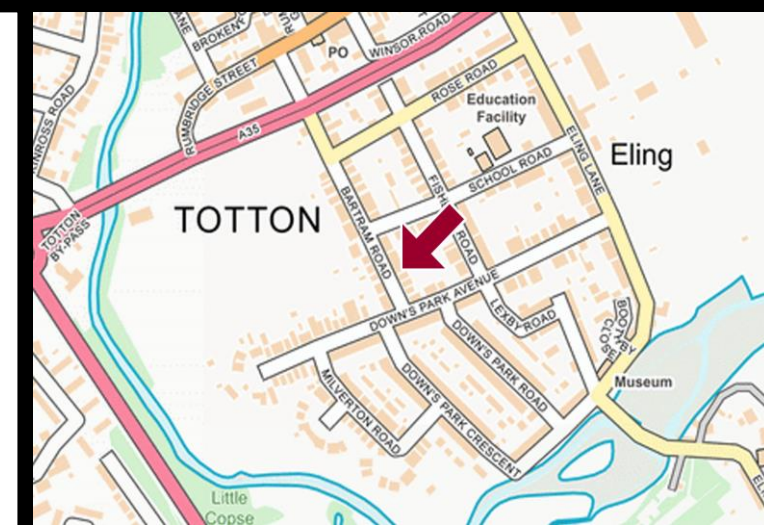 LANE
BROKEN
PO
WINSOR ROAD
RUMBRIDGE STREET
ROSE ROAD
Education
Facility
A35
ELING LANE
Eling
SCHOOL ROAD
BARTRAM ROAD
TOTTON
ROAD
TOTTON
BY-PASS
DOWN'S PARK AVENUE
LEXBY ROAD
BOOTHBY
CLOSE
DOWN'S PARK ROAD
MILVERTON ROAD
DOWN'S PARK CRESCENT
Museum
Little
Copse